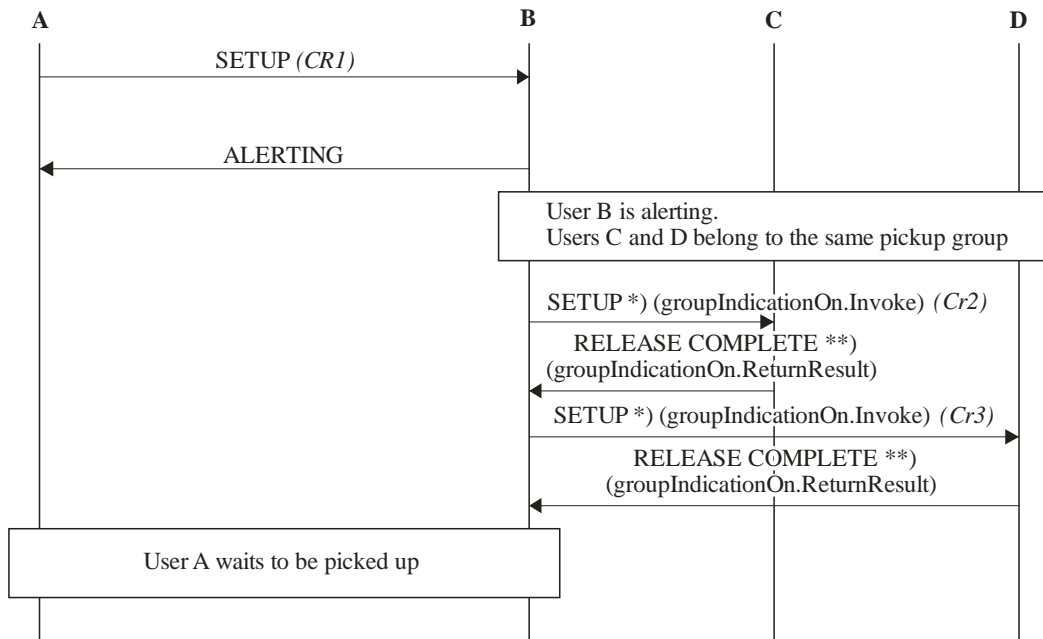 A B C D
SETUP (CR1)
ALERTING
User B is alerting.
Users C and D belong to the same pickup group
SETUP *) (groupIndicationOn.Invoke) (Cr2)
RELEASE COMPLETE **)
(groupIndicationOn.ReturnResult)
SETUP *) (groupIndicationOn.Invoke) (Cr3)
RELEASE COMPLETE **)
(groupIndicationOn.ReturnResult)
User A waits to be picked up